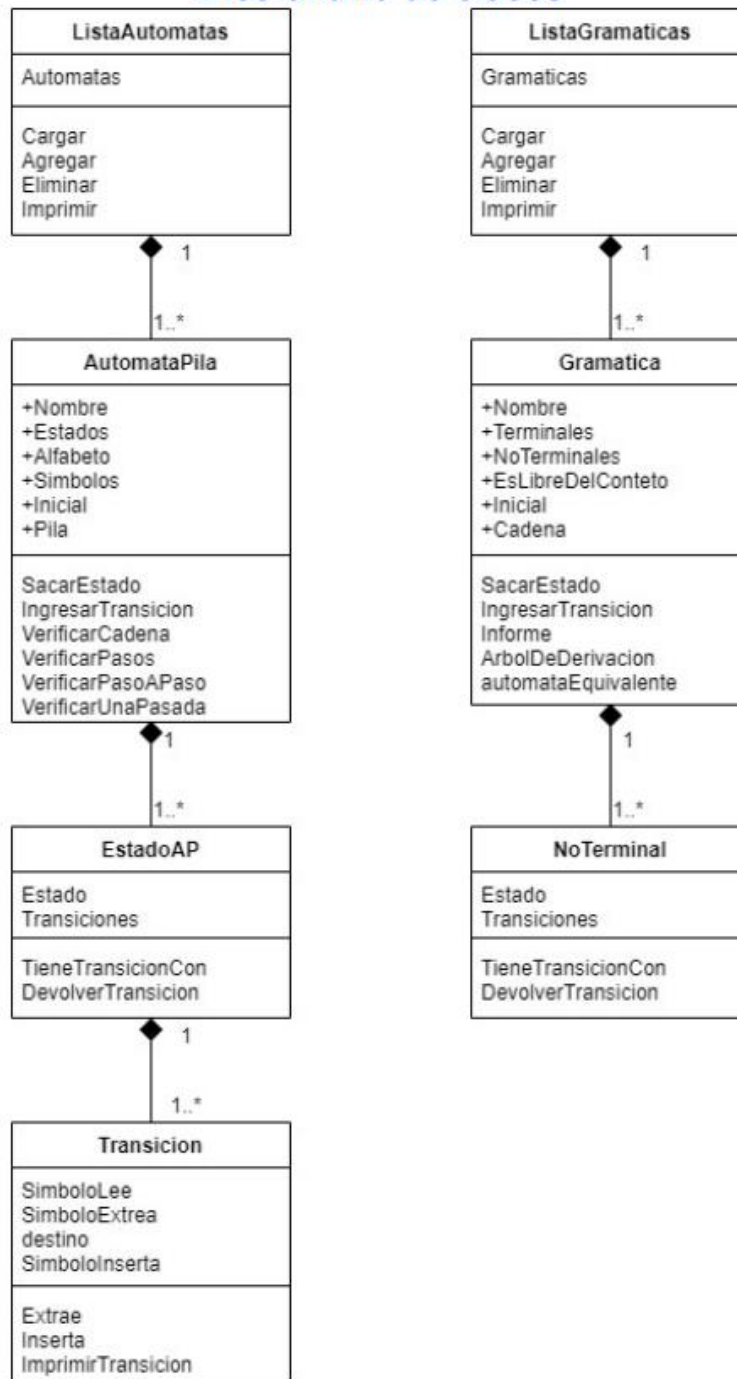 ListaAutomatas
Automatas
Cargar
Agregar
Eliminar
Imprimir
1
1..*
AutomataPila
+Nombre
+Estados
+Alfabeto
+Simbolos
+Inicial
+Pila
SacarEstado
IngresarTransicion
VerificarCadena
VerificarPasos
VerificarPasoAPaso
VerificarUnaPasada
1
1..*
EstadoAP
Estado
Transiciones
TieneTransicionCon
DevolverTransicion
1
1..*
Transicion
SimboloLee
SimboloExtrea
destino
SimboloInserta
Extrae
Inserta
ImprimirTransicion
ListaGramaticas
Gramaticas
Cargar
Agregar
Eliminar
Imprimir
1
1..*
Gramatica
+Nombre
+Terminales
+NoTerminales
+EsLibreDelConteto
+Inicial
+Cadena
SacarEstado
IngresarTransicion
Informe
ArbolDeDerivacion
automataEquivalente
1
1..*
NoTerminal
Estado
Transiciones
TieneTransicionCon
DevolverTransicion